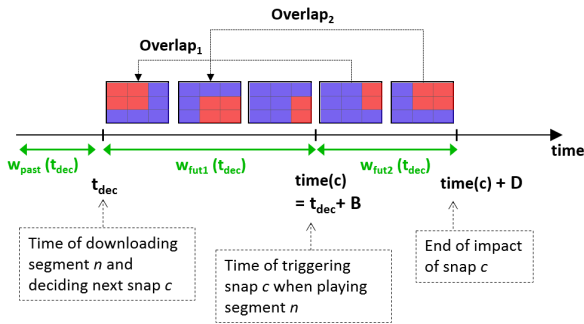 Overlap₂
Overlap₁
time
w_past (t_dec)
w_fut1 (t_dec)
w_fut2 (t_dec)
t_dec
time(c)
= t_dec + B
time(c) + D
Time of downloading
segment n and
deciding next snap c
Time of triggering
snap c when playing
segment n
End of impact
of snap c